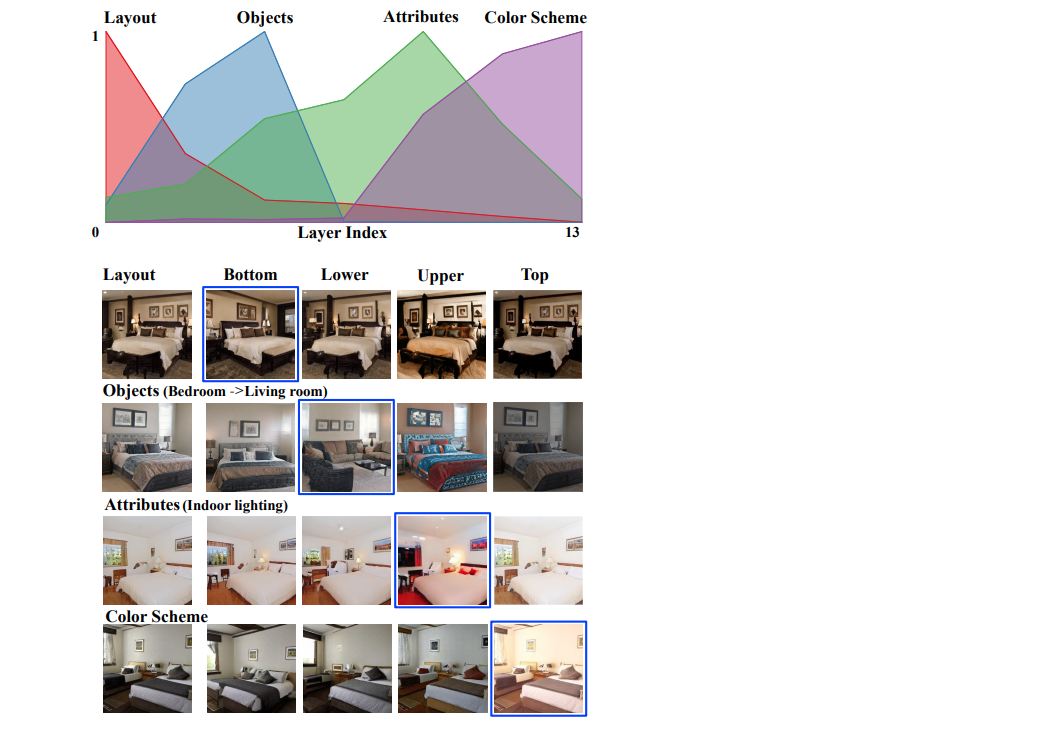 Layout Objects Attributes Color Scheme
1
0 Layer Index 13
Layout Bottom Lower Upper Top
Objects (Bedroom ->Living room)
Attributes (Indoor lighting)
Color Scheme